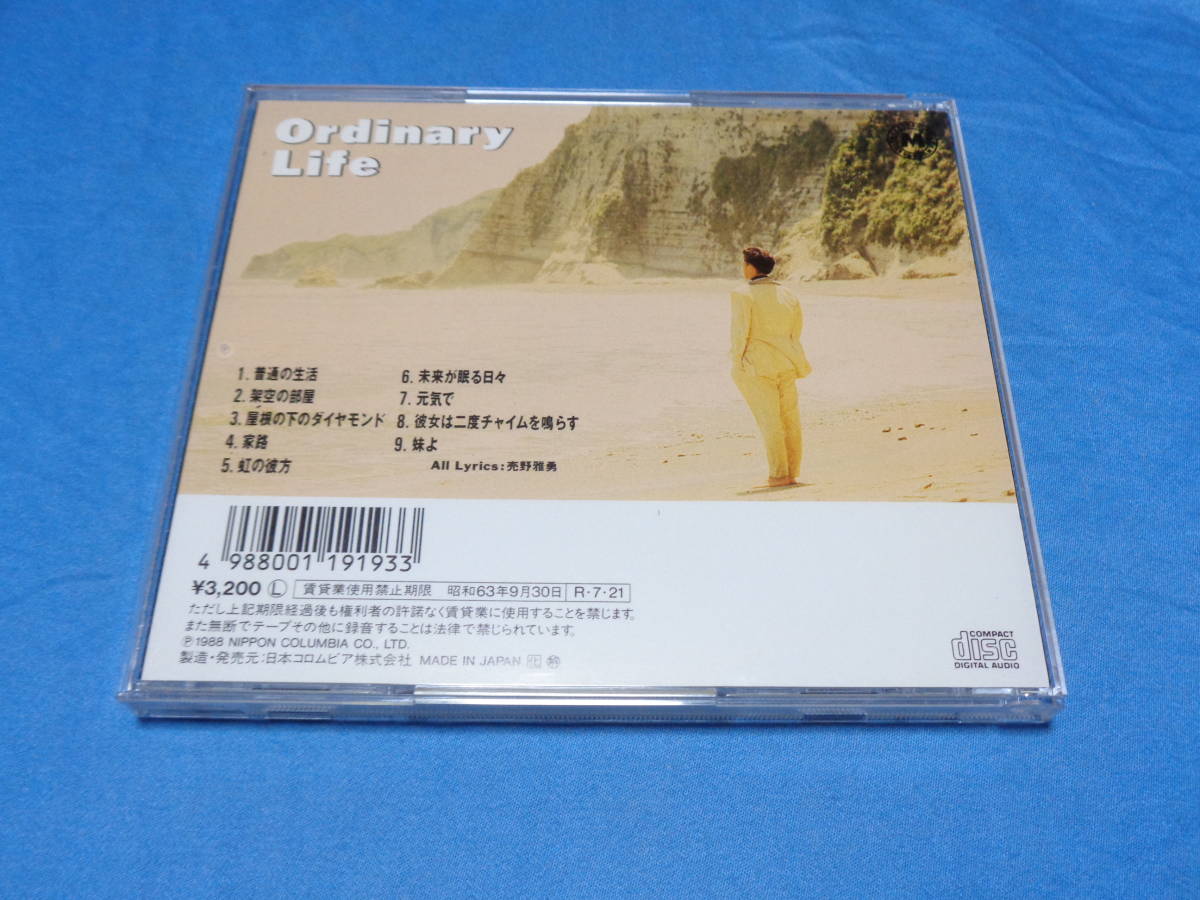 Ordinary
Life
1. 普通の生活
2. 架空の部屋
3. 屋根の下のダイヤモンド
4. 家路
5. 虹の彼方
6. 未来が眠る日々
7. 元気で
8. 彼女は二度チャイムを鳴らす
9. 妹よ
All Lyrics:売野雅勇
4 988001 191933
¥3,200 Ⓛ 賃貸業使用禁止期限 昭和63年9月30日 R・7・21
ただし上記期限経過後も権利者の許諾なく賃貸業に使用することを禁じます。
また無断でテープその他に録音することは法律で禁じられています。
Ⓟ1988 NIPPON COLUMBIA CO., LTD.
製造・発売元:日本コロムビア株式会社 MADE IN JAPAN
COMPACT
disc
DIGITAL AUDIO